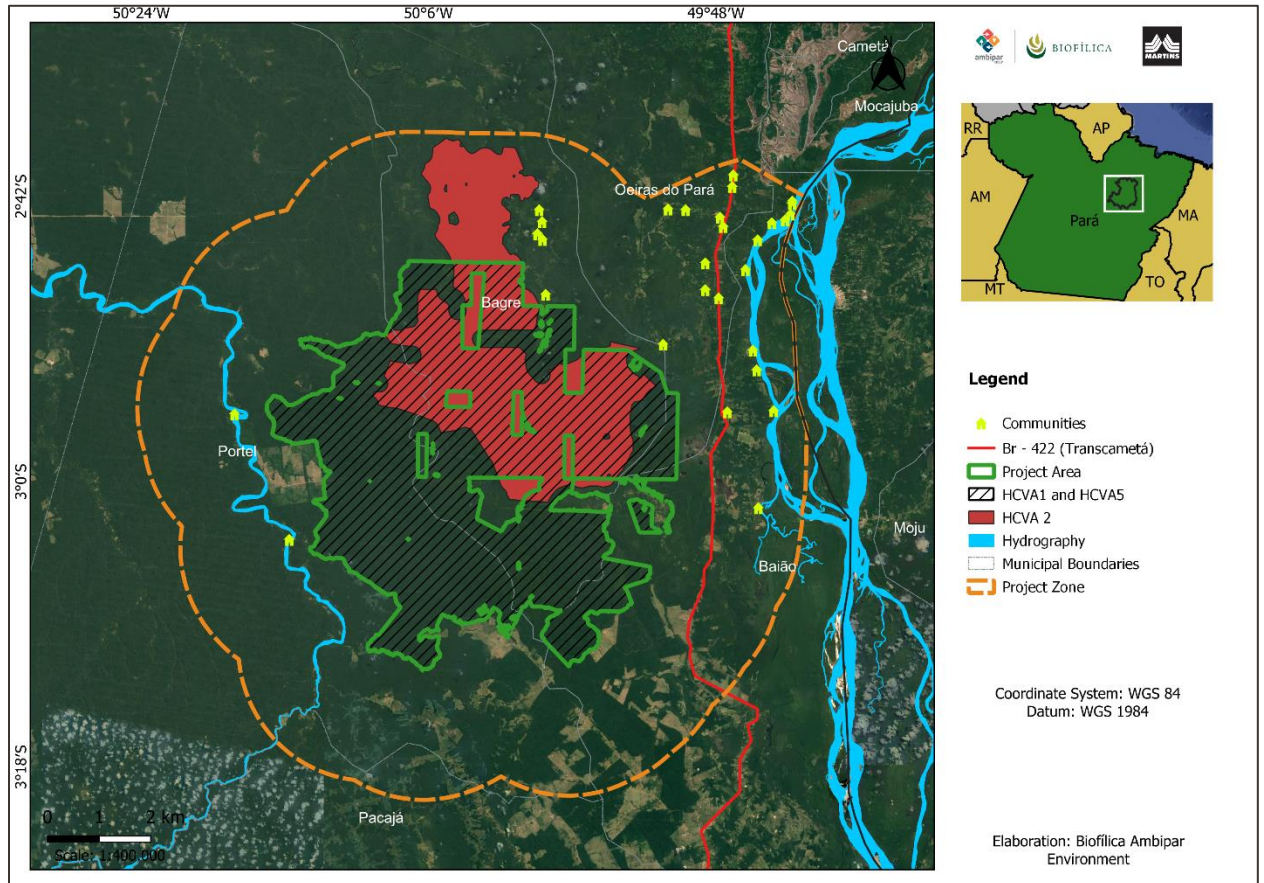 50°24'W
50°6'W
49°48'W
2°42'S
3°0'S
3°18'S
Cametá
Mocajuba
Oeiras do Pará
Bagre
Portel
Moju
Baião
Pacajá
0 1 2 km
Scale: 1:400.000
ambipar
BIOFÍLICA
MARTINS
RR
AP
AM
Pará
MA
MT
TO
Legend
Communities
Br - 422 (Transcametá)
Project Area
HCVA1 and HCVA5
HCVA 2
Hydrography
Municipal Boundaries
Project Zone
Coordinate System: WGS 84
Datum: WGS 1984
Elaboration: Biofílica Ambipar
Environment